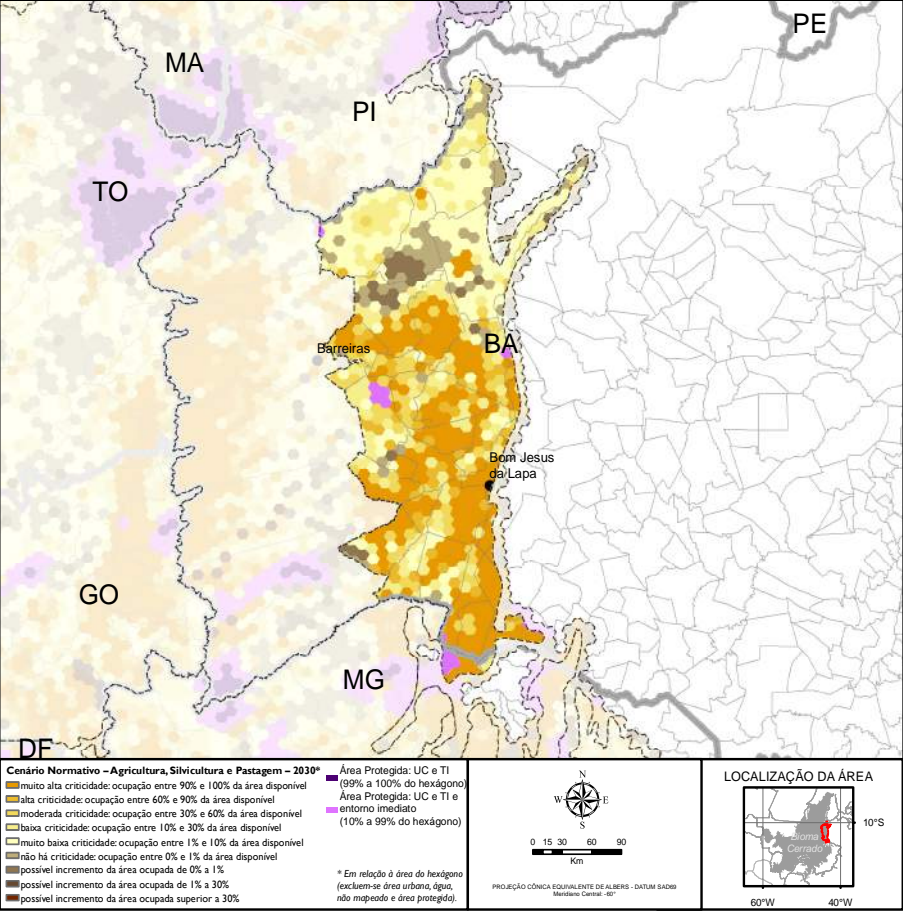 PE
MA
PI
TO
Barreiras
BA
Bom Jesus
da Lapa
GO
MG
DF
Cenário Normativo – Agricultura, Silvicultura e Pastagem – 2030*
muito alta criticidade: ocupação entre 90% e 100% da área disponível
alta criticidade: ocupação entre 60% e 90% da área disponível
moderada criticidade: ocupação entre 30% e 60% da área disponível
baixa criticidade: ocupação entre 10% e 30% da área disponível
muito baixa criticidade: ocupação entre 1% e 10% da área disponível
não há criticidade: ocupação entre 0% e 1% da área disponível
possível incremento da área ocupada de 0% a 1%
possível incremento da área ocupada de 1% a 30%
possível incremento da área ocupada superior a 30%
Área Protegida: UC e TI
(99% a 100% do hexágono)
Área Protegida: UC e TI e
entorno imediato
(10% a 99% do hexágono)
* Em relação à área do hexágono
(excluem-se área urbana, água,
não mapeado e área protegida).
N
W E
S
0 15 30 60 90
Km
PROJEÇÃO CÔNICA EQUIVALENTE DE ALBERS - DATUM SAD69
Meridiano Central: -60°
LOCALIZAÇÃO DA ÁREA
10°S
Bioma
Cerrado
60°W 40°W